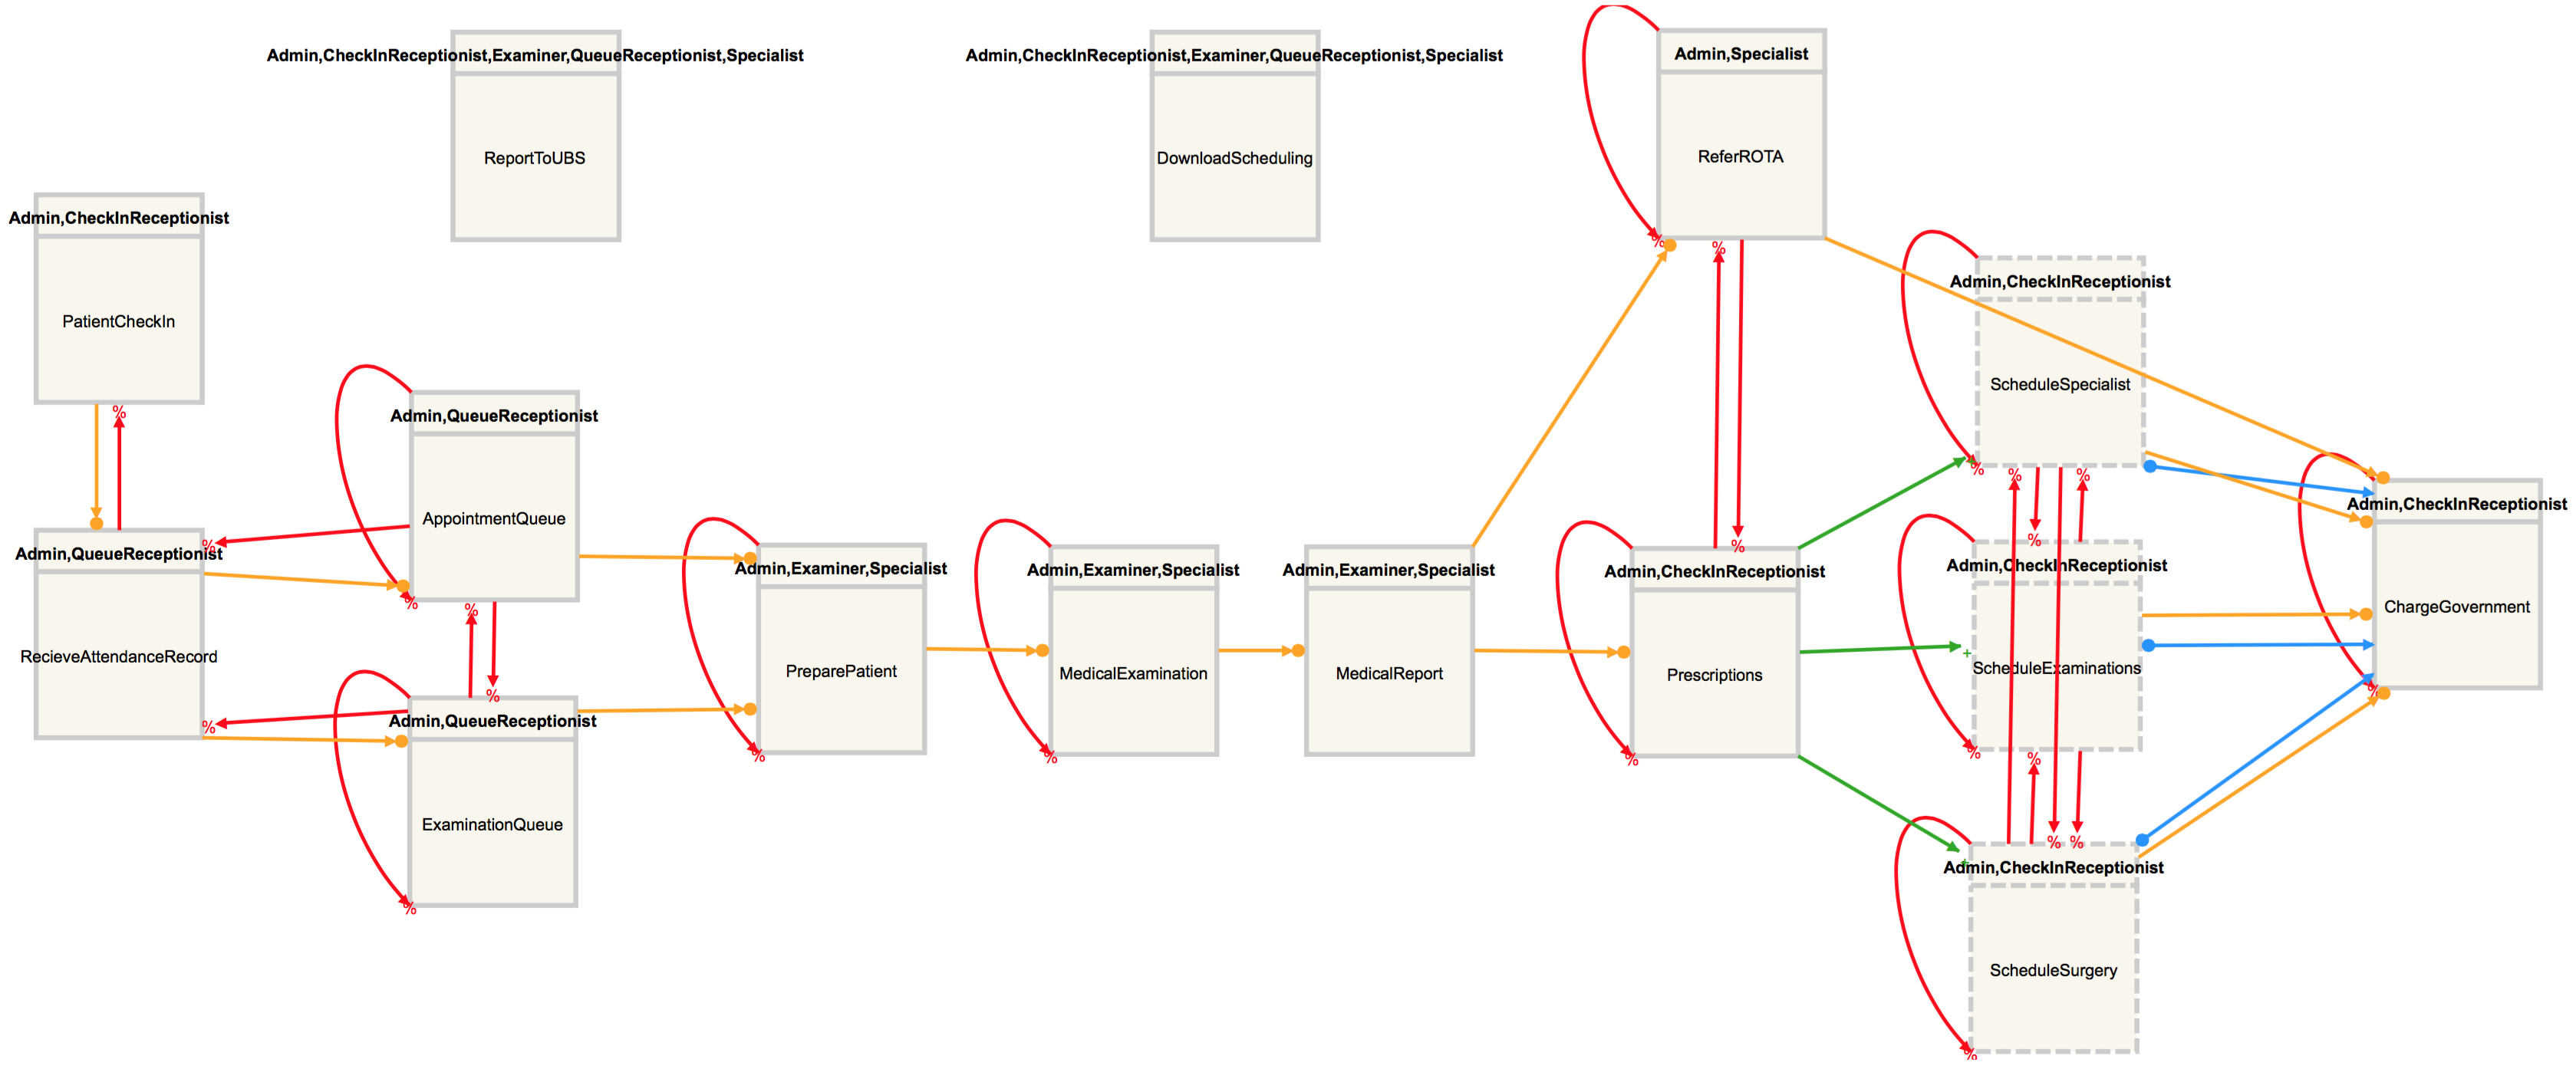 Admin,CheckInReceptionist,Examiner,QueueReceptionist,Specialist
ReportToUBS
Admin,CheckInReceptionist,Examiner,QueueReceptionist,Specialist
DownloadScheduling
Admin,Specialist
ReferROTA
%
%
Admin,CheckInReceptionist
PatientCheckIn
%
Admin,QueueReceptionist
RecieveAttendanceRecord
%
%
Admin,QueueReceptionist
AppointmentQueue
%
%
Admin,QueueReceptionist
ExaminationQueue
%
%
Admin,Examiner,Specialist
PreparePatient
%
Admin,Examiner,Specialist
MedicalExamination
%
Admin,Examiner,Specialist
MedicalReport
%
Admin,CheckInReceptionist
Prescriptions
%
Admin,CheckInReceptionist
ScheduleSpecialist
%
%
%
%
Admin,CheckInReceptionist
+
ScheduleExaminations
%
%
%
%
+
Admin,CheckInReceptionist
ScheduleSurgery
%
Admin,CheckInReceptionist
ChargeGovernment
%